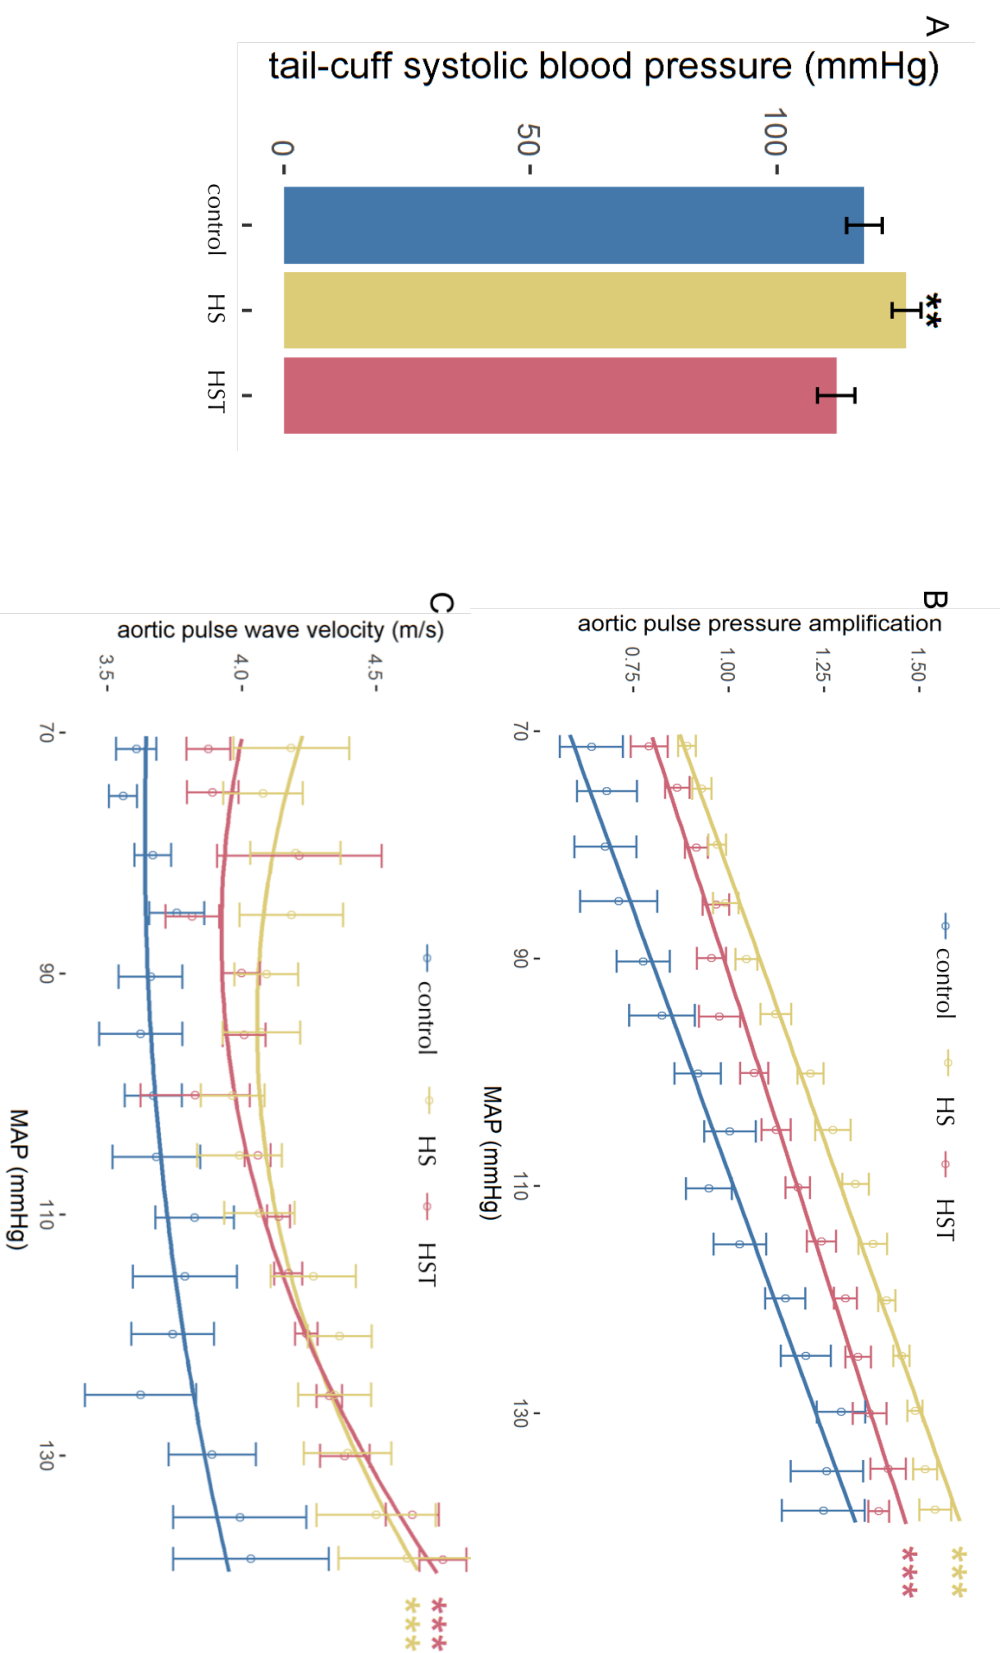 A
tail-cuff systolic blood pressure (mmHg)
0
50
100
control
HS
HST
**
B
aortic pulse pressure amplification
0.75
1.00
1.25
1.50
70
90
110
130
MAP (mmHg)
control HS HST
***
***
C
aortic pulse wave velocity (m/s)
3.5
4.0
4.5
70
90
110
130
MAP (mmHg)
control HS HST
***
***